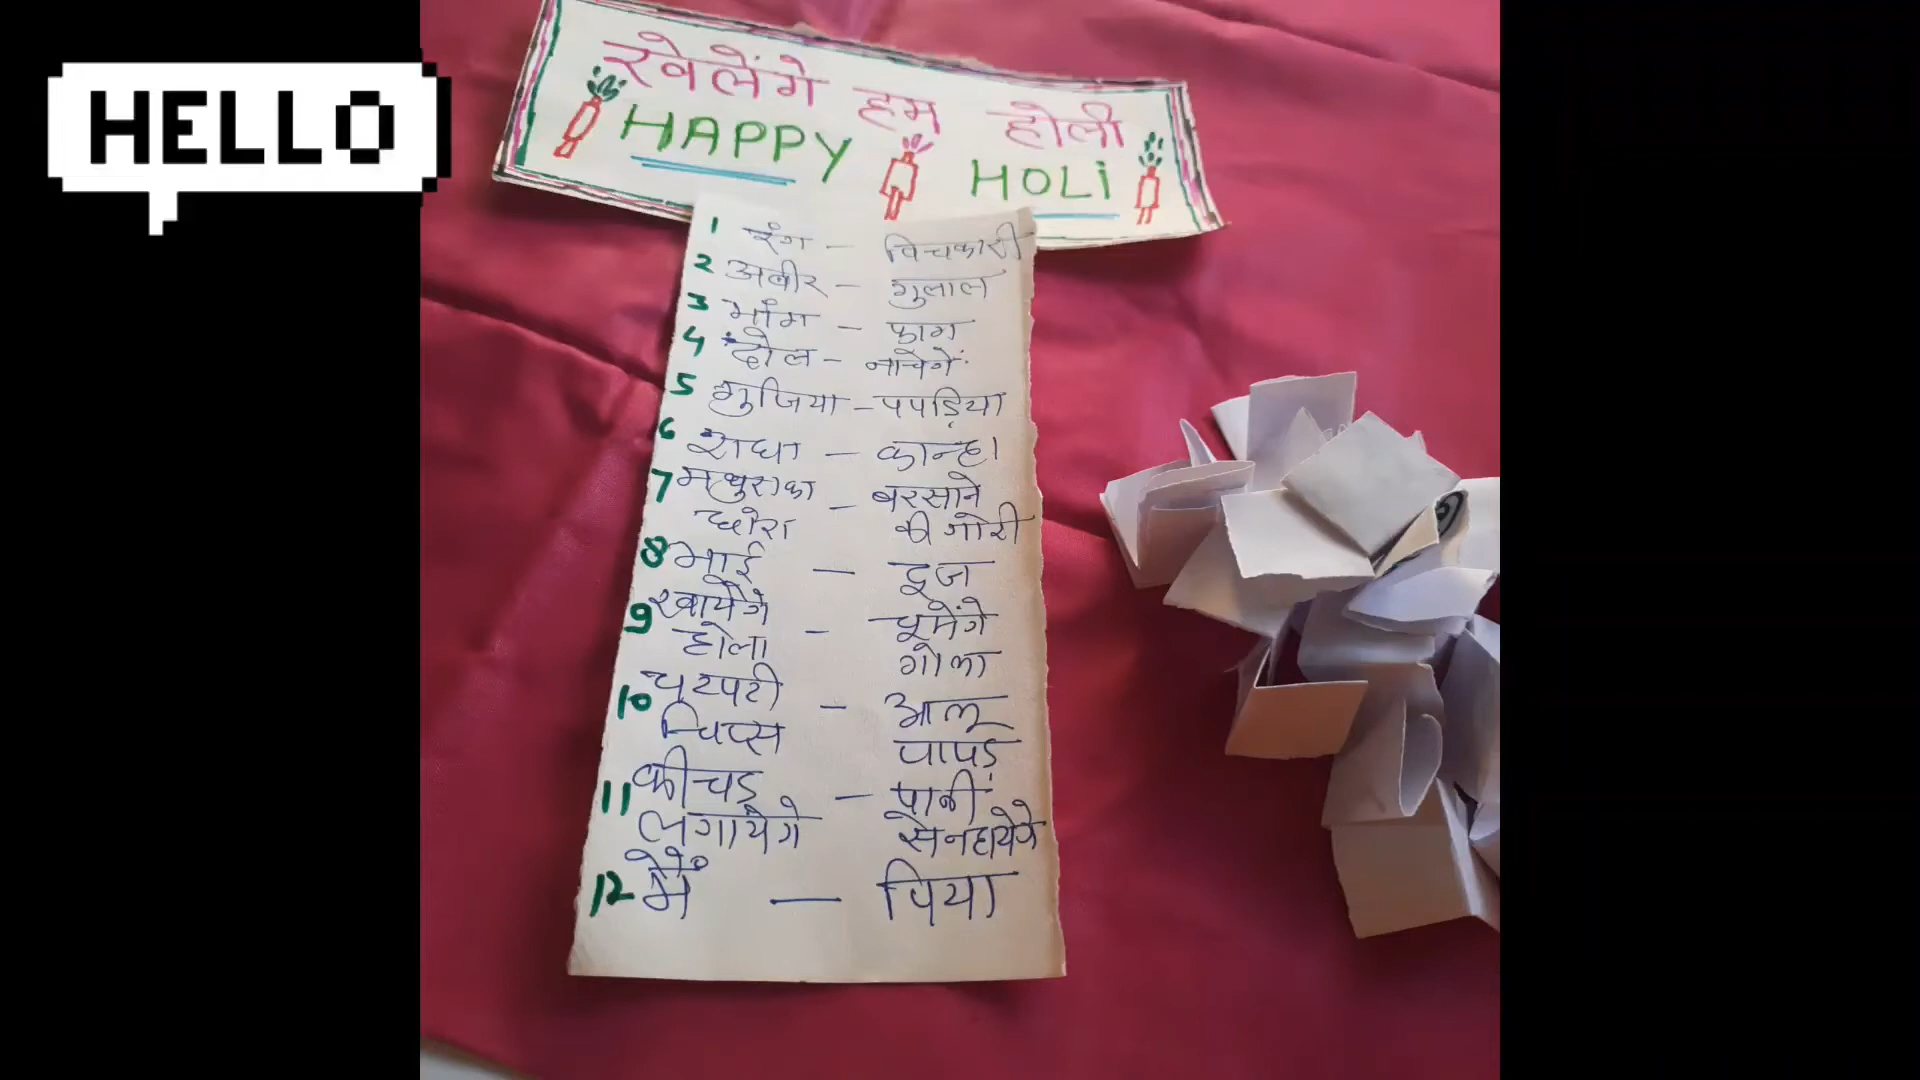 HELLO
खेलेंगे हम होली
HAPPY HOLI
1 रंग – पिचकारी
2 अबीर – गुलाल
3 भांग – फाग
4 ढोल – नाचेगें
5 गुजिया – पपड़िया
6 राधा – कान्हा
7 मथुरा का – बरसाने
छोरा की गोरी
8 भाई – दूज
9 खायेंगे – घूमेंगे
होला गोला
10 चटपटी – आलू
चिप्स पापड़
11 कीचड़ – पानी
लगायेगे से नहायेगे
12 मैं – पिया